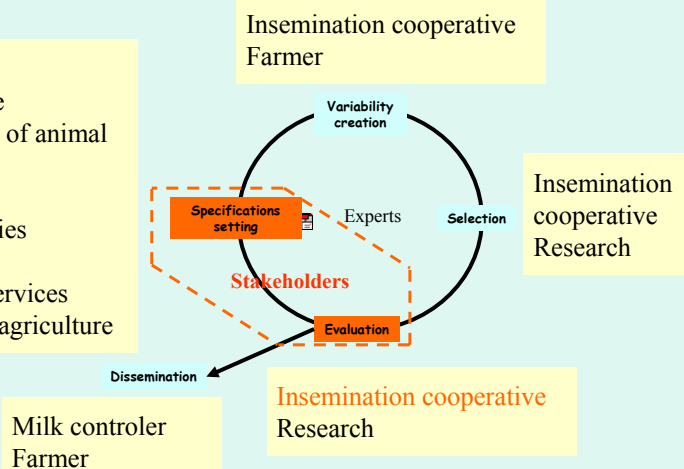 Insemination cooperative
Farmer
Variability
creation
e
of animal
ies
ervices
agriculture
Specifications
setting
Experts
Selection
Insemination
cooperative
Research
Stakeholders
Evaluation
Dissemination
Insemination cooperative
Research
Milk controler
Farmer